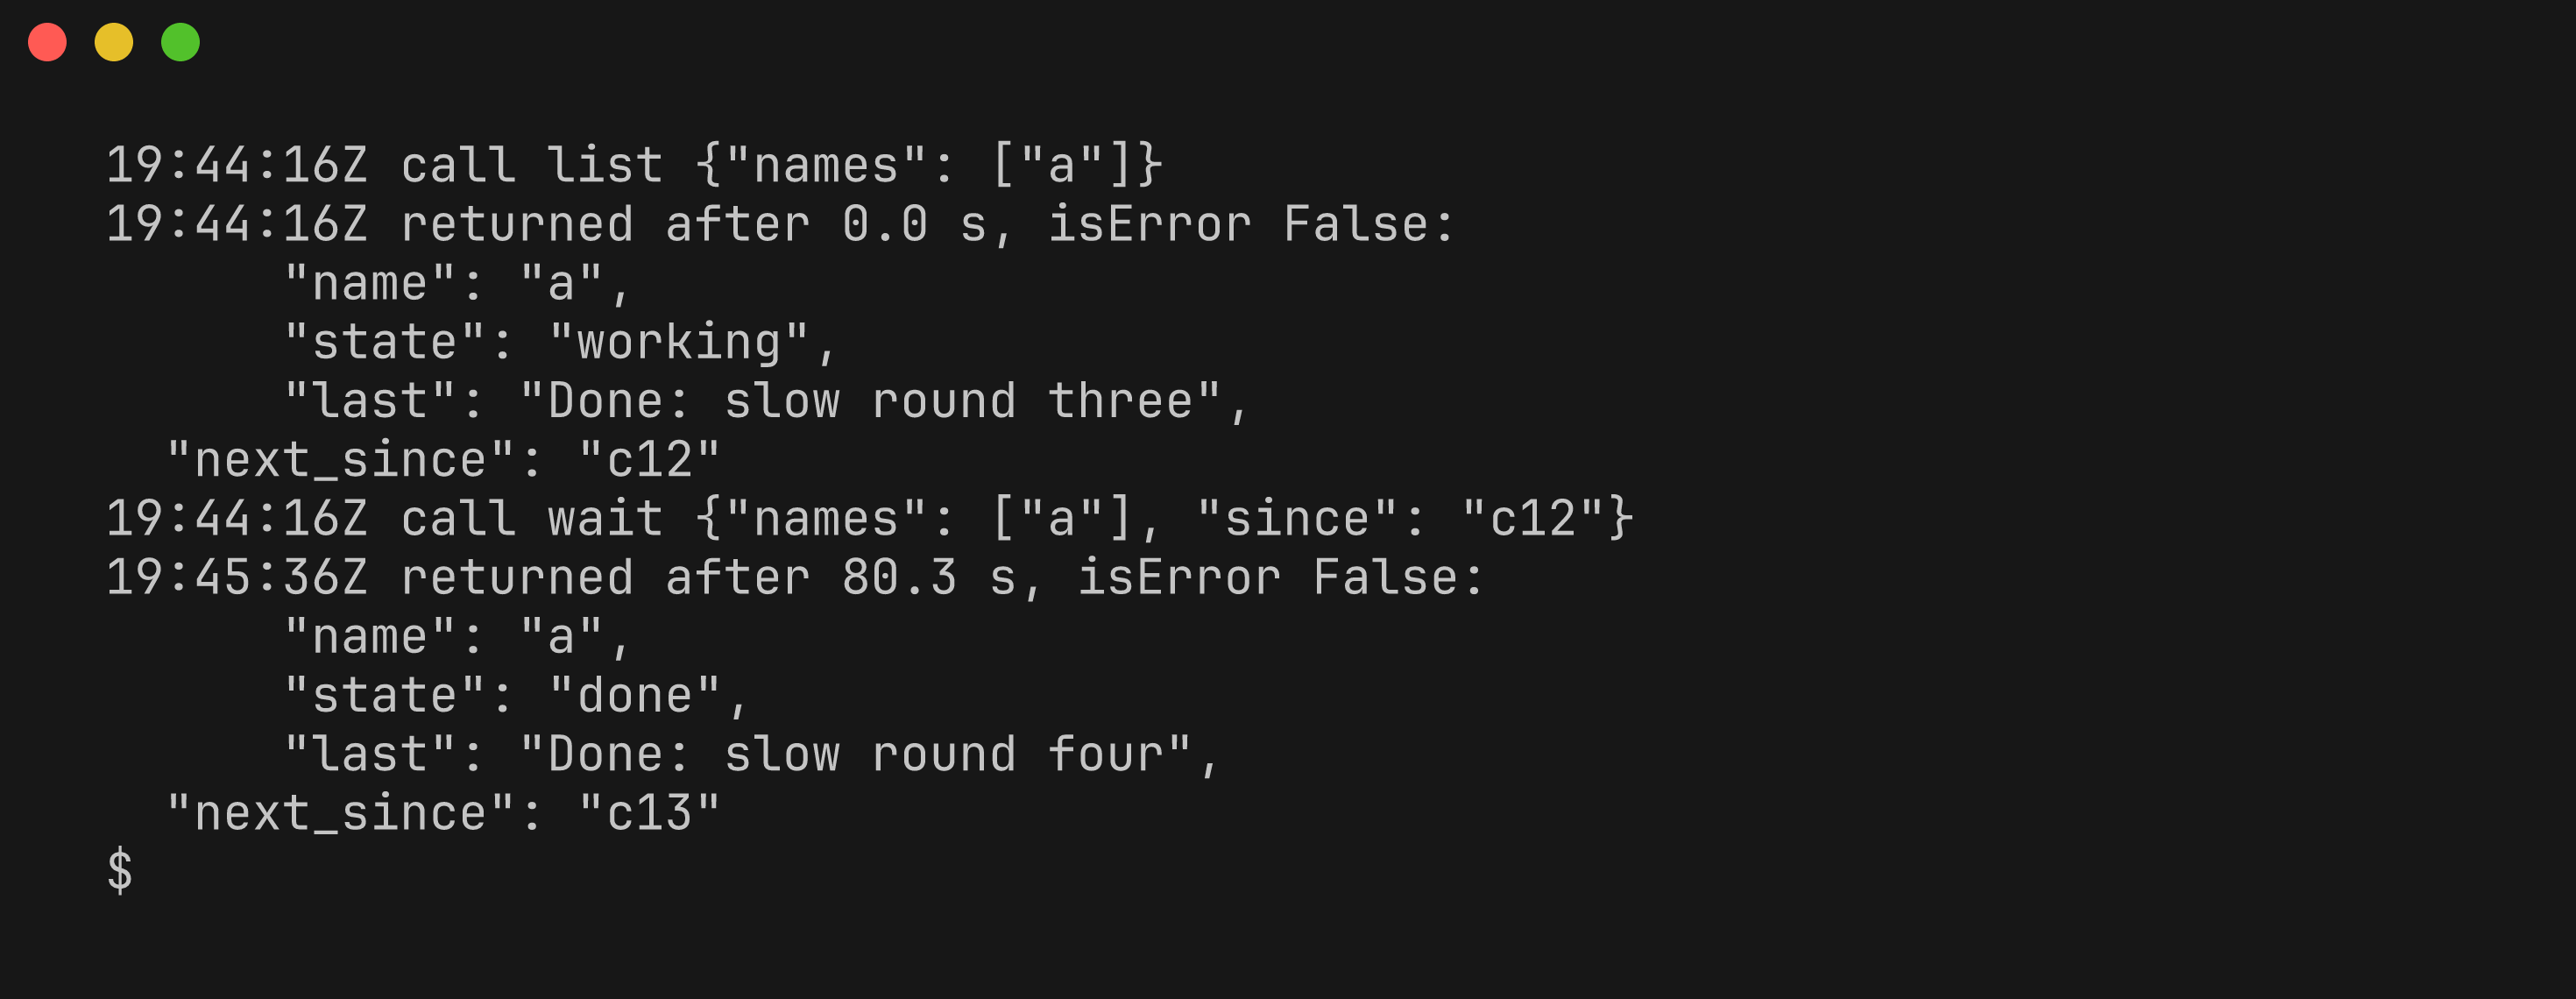 19:44:16Z call list {"names": ["a"]}
19:44:16Z returned after 0.0 s, isError False:
      "name": "a",
      "state": "working",
      "last": "Done: slow round three",
  "next_since": "c12"
19:44:16Z call wait {"names": ["a"], "since": "c12"}
19:45:36Z returned after 80.3 s, isError False:
      "name": "a",
      "state": "done",
      "last": "Done: slow round four",
  "next_since": "c13"
$